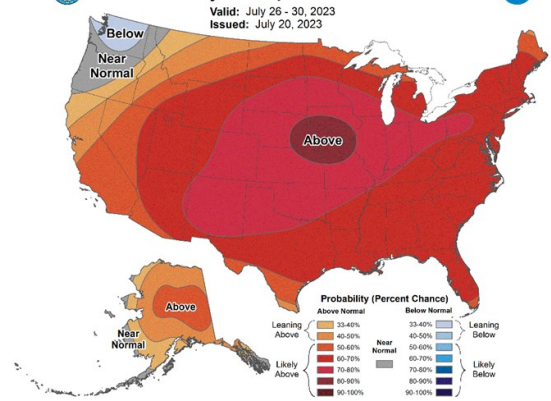 Valid: July 26 - 30, 2023
Issued: July 20, 2023
Below
Near
Normal
Above
Above
Near
Normal
Probability (Percent Chance)
Above Normal
Below Normal
Leaning
Above
33-40%
40-50%
Likely
Above
50-60%
60-70%
70-80%
80-90%
90-100%
Near
Normal
33-40%
40-50%
Leaning
Below
50-60%
60-70%
70-80%
80-90%
90-100%
Likely
Below